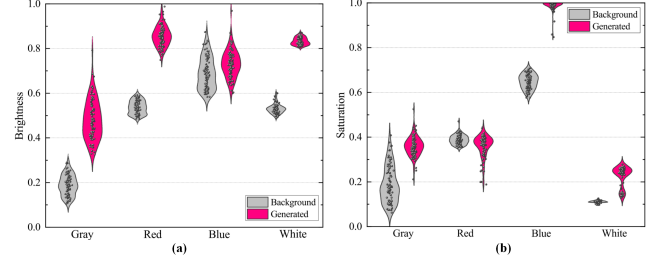 1.0
0.8
0.6
0.4
0.2
0.0
Brightness
Background
Generated
Gray Red Blue White
(a)
1.0
0.8
0.6
0.4
0.2
0.0
Saturation
Background
Generated
Gray Red Blue White
(b)